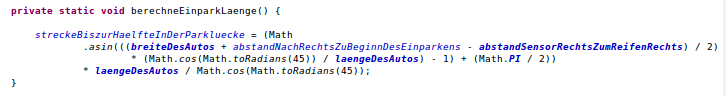 private static void berechneEinparkLaenge() {
streckeBiszurHaelfteInDerParkluecke = (Math
.asin(((breiteDesAutos + abstandNachRechtsZuBeginnDesEinparkens - abstandSensorRechtsZumReifenRechts) / 2)
* (Math.cos(Math.toRadians(45)) / laengeDesAutos) - 1) + (Math.PI / 2))
* laengeDesAutos / Math.cos(Math.toRadians(45));
}